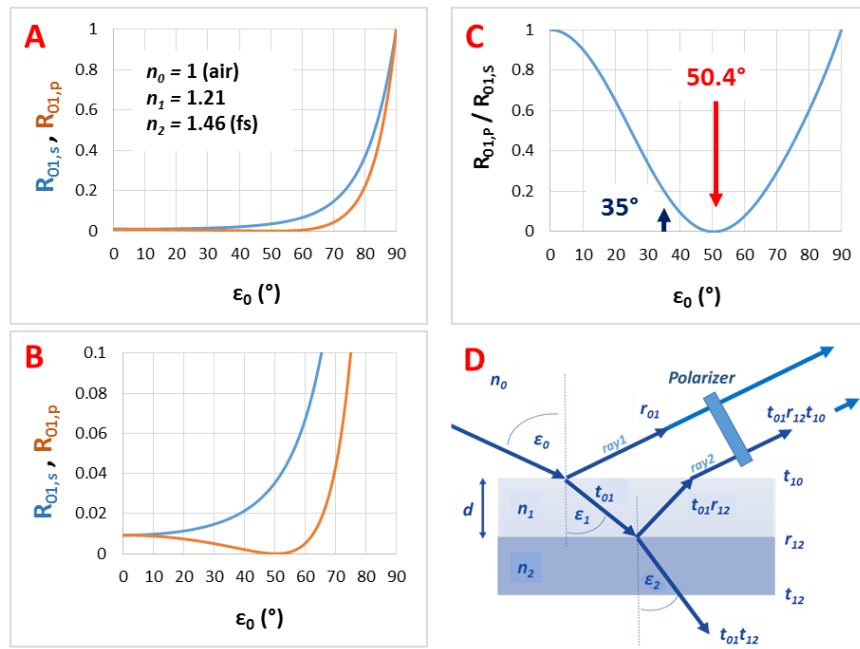 A
1
0.8
0.6
0.4
0.2
0
n₀ = 1 (air)
n₁ = 1.21
n₂ = 1.46 (fs)
R₀₁,ₛ, R₀₁,ₚ
0 10 20 30 40 50 60 70 80 90
ε₀ (°)
C
1
0.8
0.6
0.4
0.2
0
50.4°
35°
R₀₁,P / R₀₁,S
0 10 20 30 40 50 60 70 80 90
ε₀ (°)
B
0.1
0.08
0.06
0.04
0.02
0
R₀₁,ₛ, R₀₁,ₚ
0 10 20 30 40 50 60 70 80 90
ε₀ (°)
D
n₀
Polarizer
r₀₁
t₀₁r₁₂t₁₀
ε₀
ray1
ray2
t₁₀
t₀₁
d
n₁
ε₁
t₀₁r₁₂
r₁₂
n₂
ε₂
t₁₂
t₀₁t₁₂